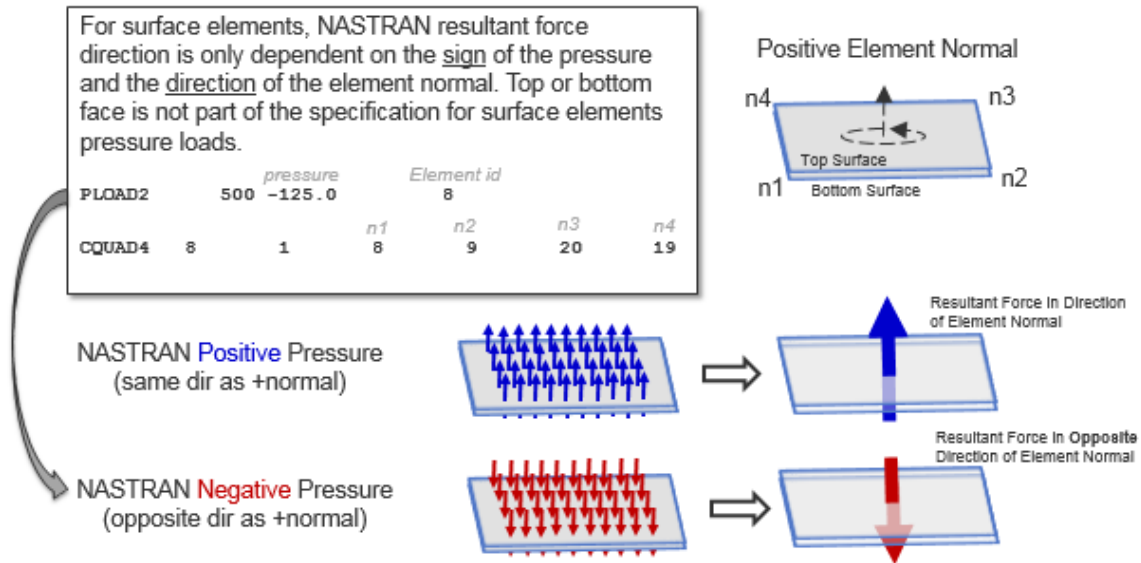 For surface elements, NASTRAN resultant force
direction is only dependent on the sign of the pressure
and the direction of the element normal. Top or bottom
face is not part of the specification for surface elements
pressure loads.
pressure Element id
PLOAD2 500 -125.0 8
n1 n2 n3 n4
CQUAD4 8 1 8 9 20 19
Positive Element Normal
n4 n3
Top Surface
n1 Bottom Surface n2
NASTRAN Positive Pressure
(same dir as +normal)
Resultant Force in Direction
of Element Normal
NASTRAN Negative Pressure
(opposite dir as +normal)
Resultant Force in Opposite
Direction of Element Normal